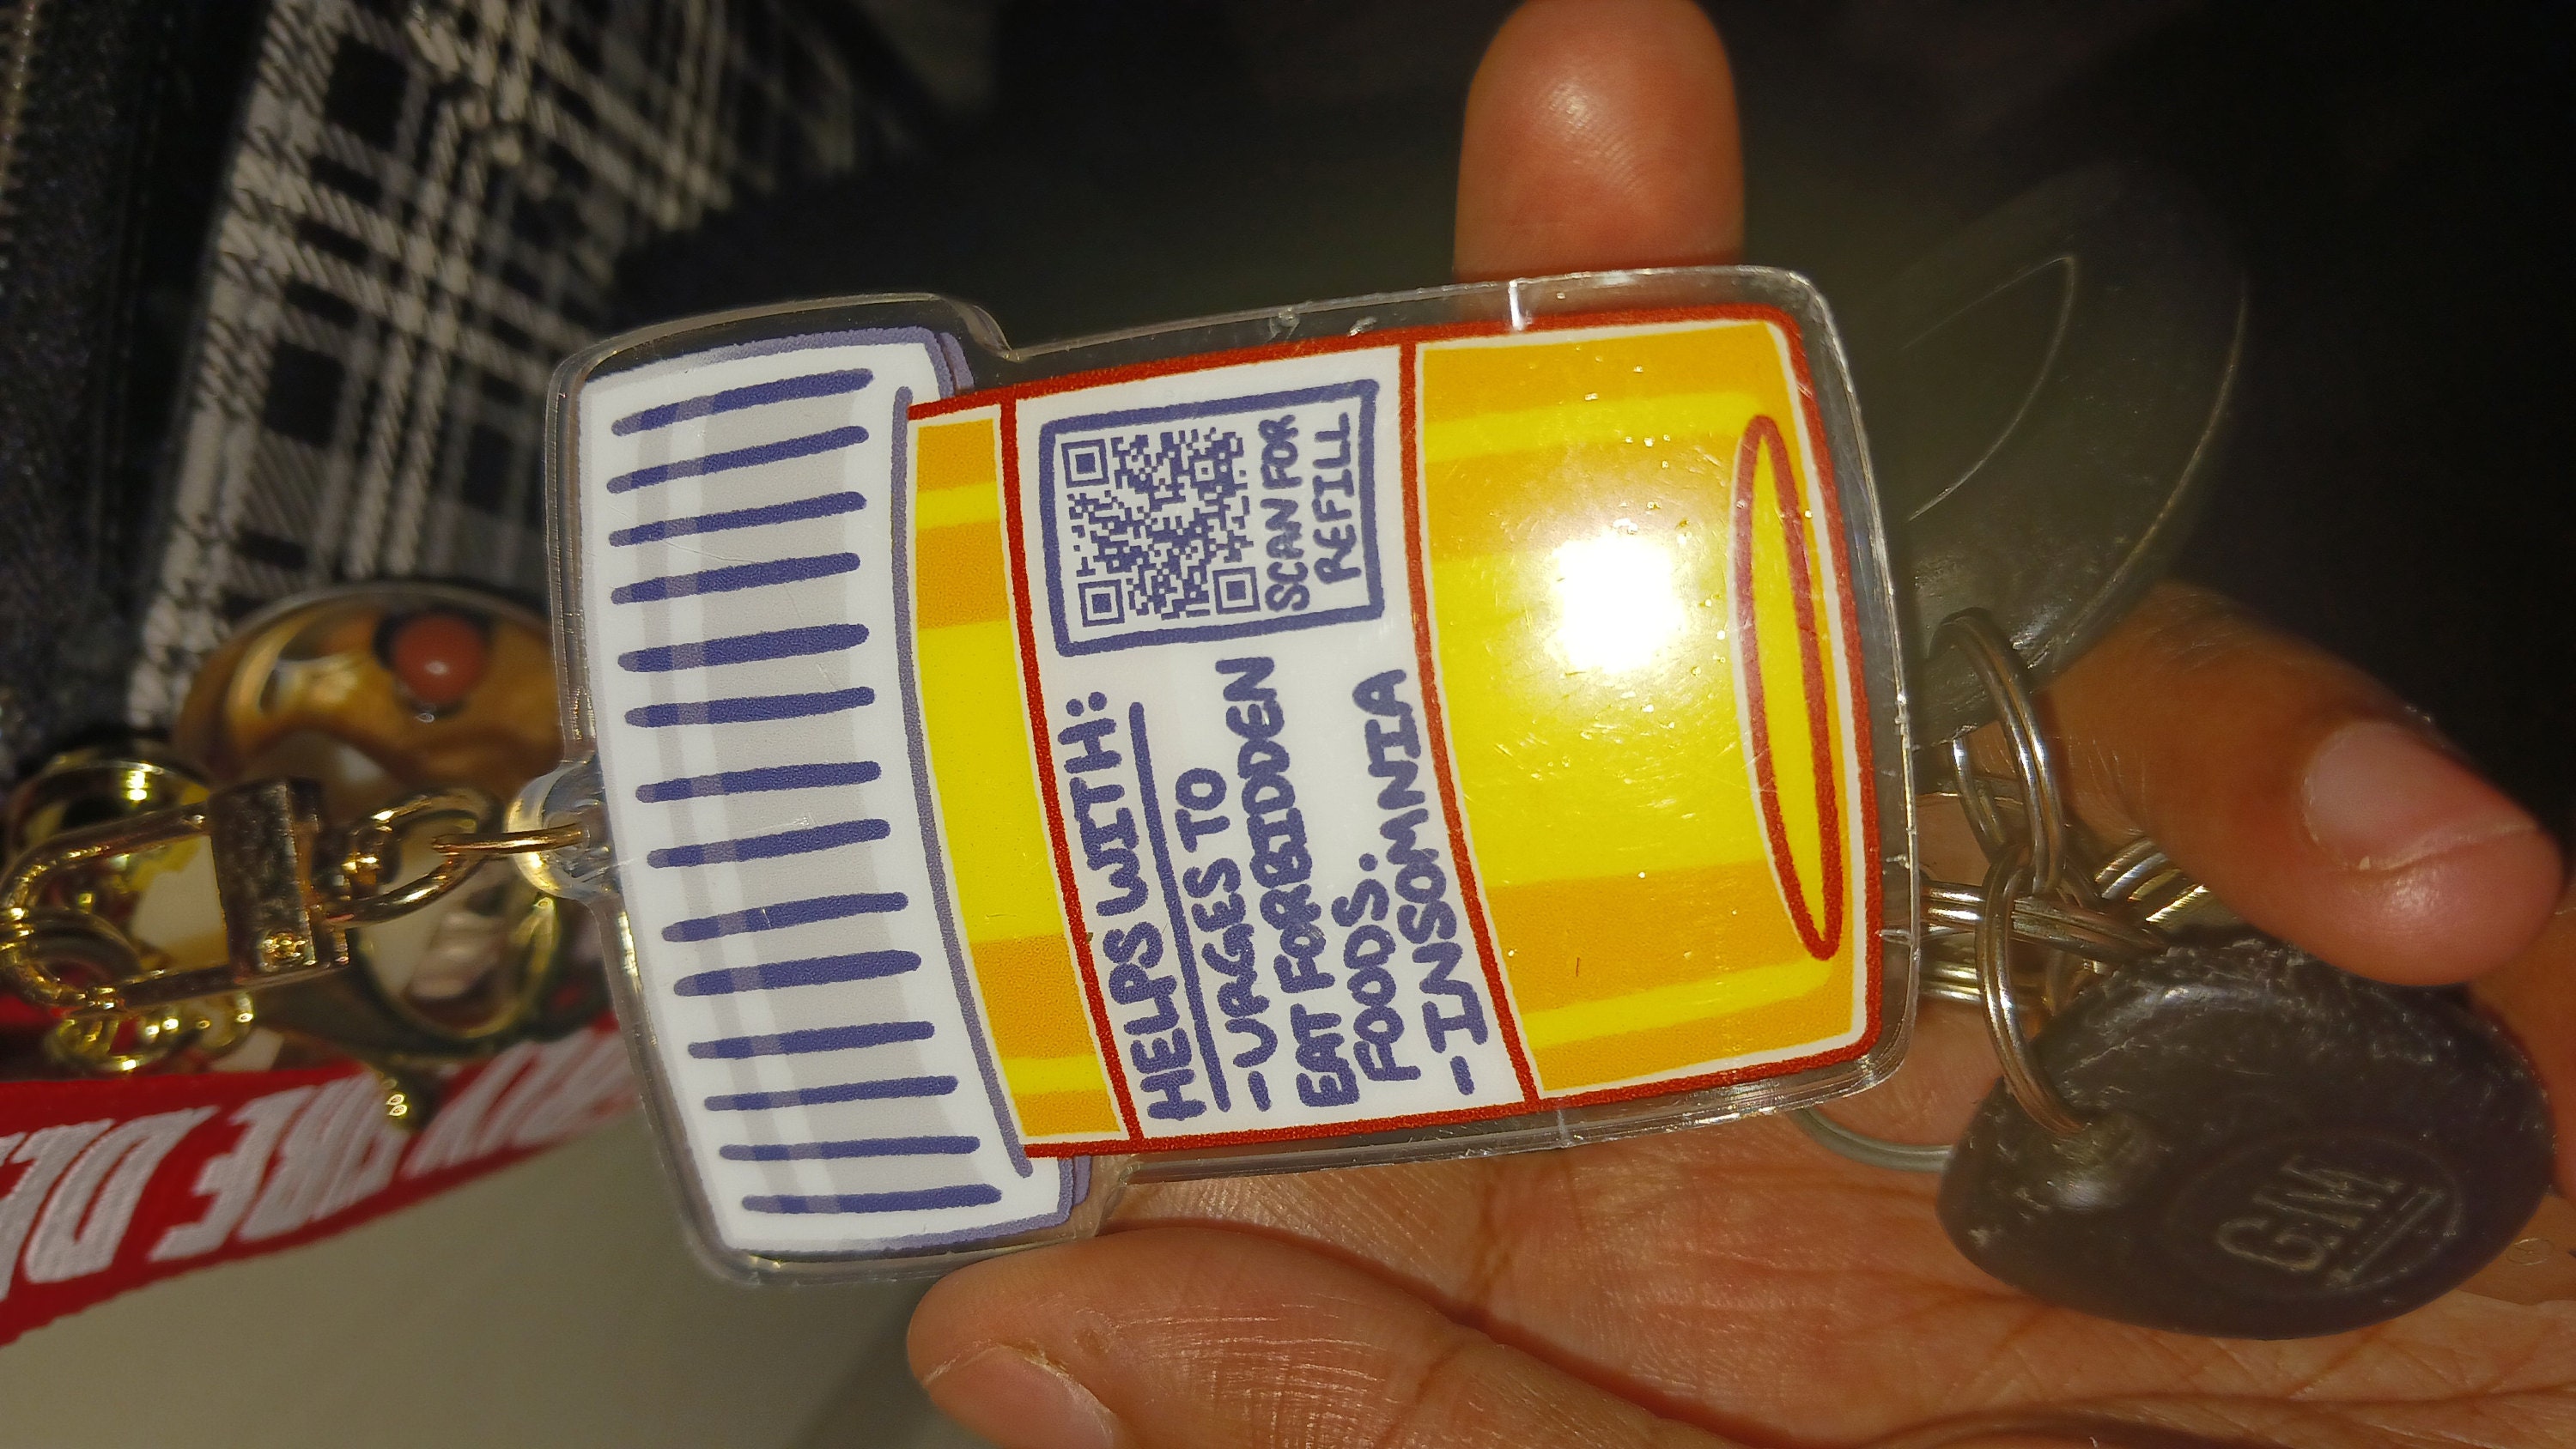 HELPS WITH:
-URGES TO
EAT FORBIDDEN
FOODS.
-INSOMNIA
SCAN FOR
REFILL
GM